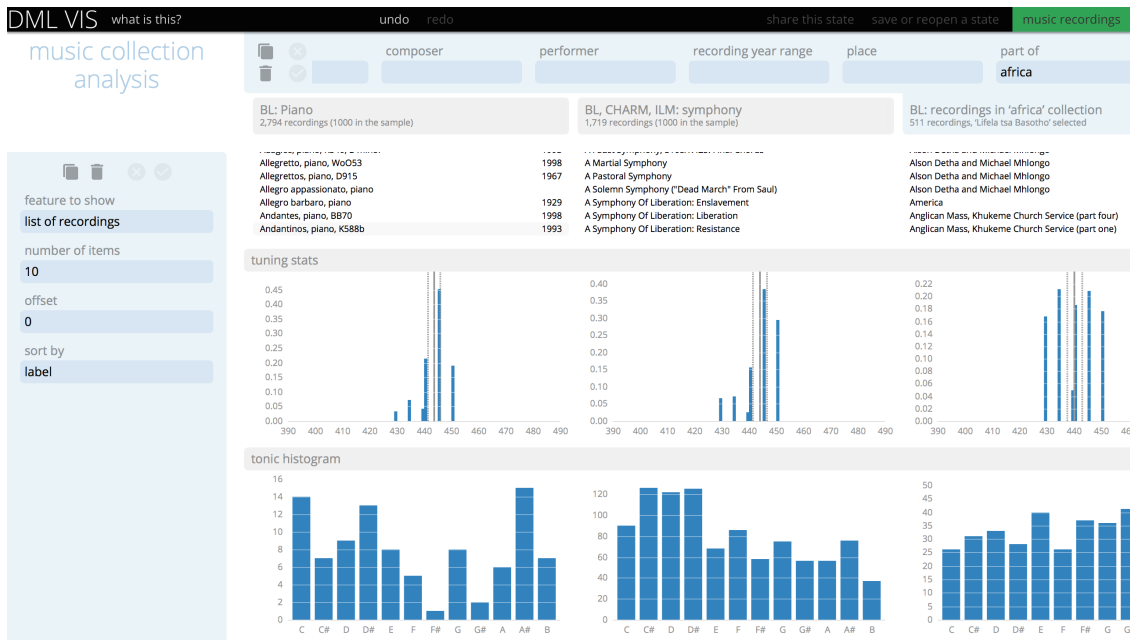 DML VIS what is this? undo redo share this state save or reopen a state music recordings
music collection
analysis
composer performer recording year range place part of
africa
BL: Piano
2,794 recordings (1000 in the sample)
BL, CHARM, ILM: symphony
1,719 recordings (1000 in the sample)
BL: recordings in ‘africa’ collection
511 recordings, ‘Lifela tsa Basotho’ selected
feature to show
list of recordings
number of items
10
offset
0
sort by
label
Allegretto, piano, WoO53 1998
Allegrettos, piano, D915 1967
Allegro appassionato, piano
Allegro barbaro, piano 1929
Andantes, piano, BB70 1998
Andantinos, piano, K588b 1993
A Martial Symphony
A Pastoral Symphony
A Solemn Symphony ("Dead March" From Saul)
A Symphony Of Liberation: Enslavement
A Symphony Of Liberation: Liberation
A Symphony Of Liberation: Resistance
Alson Detha and Michael Mhlongo
Alson Detha and Michael Mhlongo
Alson Detha and Michael Mhlongo
America
Anglican Mass, Khukeme Church Service (part four)
Anglican Mass, Khukeme Church Service (part one)
tuning stats
0.45
0.40
0.35
0.30
0.25
0.20
0.15
0.10
0.05
0.00
390 400 410 420 430 440 450 460 470 480 490
0.40
0.35
0.30
0.25
0.20
0.15
0.10
0.05
0.00
390 400 410 420 430 440 450 460 470 480 490
0.22
0.20
0.18
0.16
0.14
0.12
0.10
0.08
0.06
0.04
0.02
0.00
390 400 410 420 430 440 450
tonic histogram
16
14
12
10
8
6
4
2
0
C C# D D# E F F# G G# A A# B
120
100
80
60
40
20
0
C C# D D# E F F# G G# A A# B
50
45
40
35
30
25
20
15
10
5
0
C C# D D# E F F# G